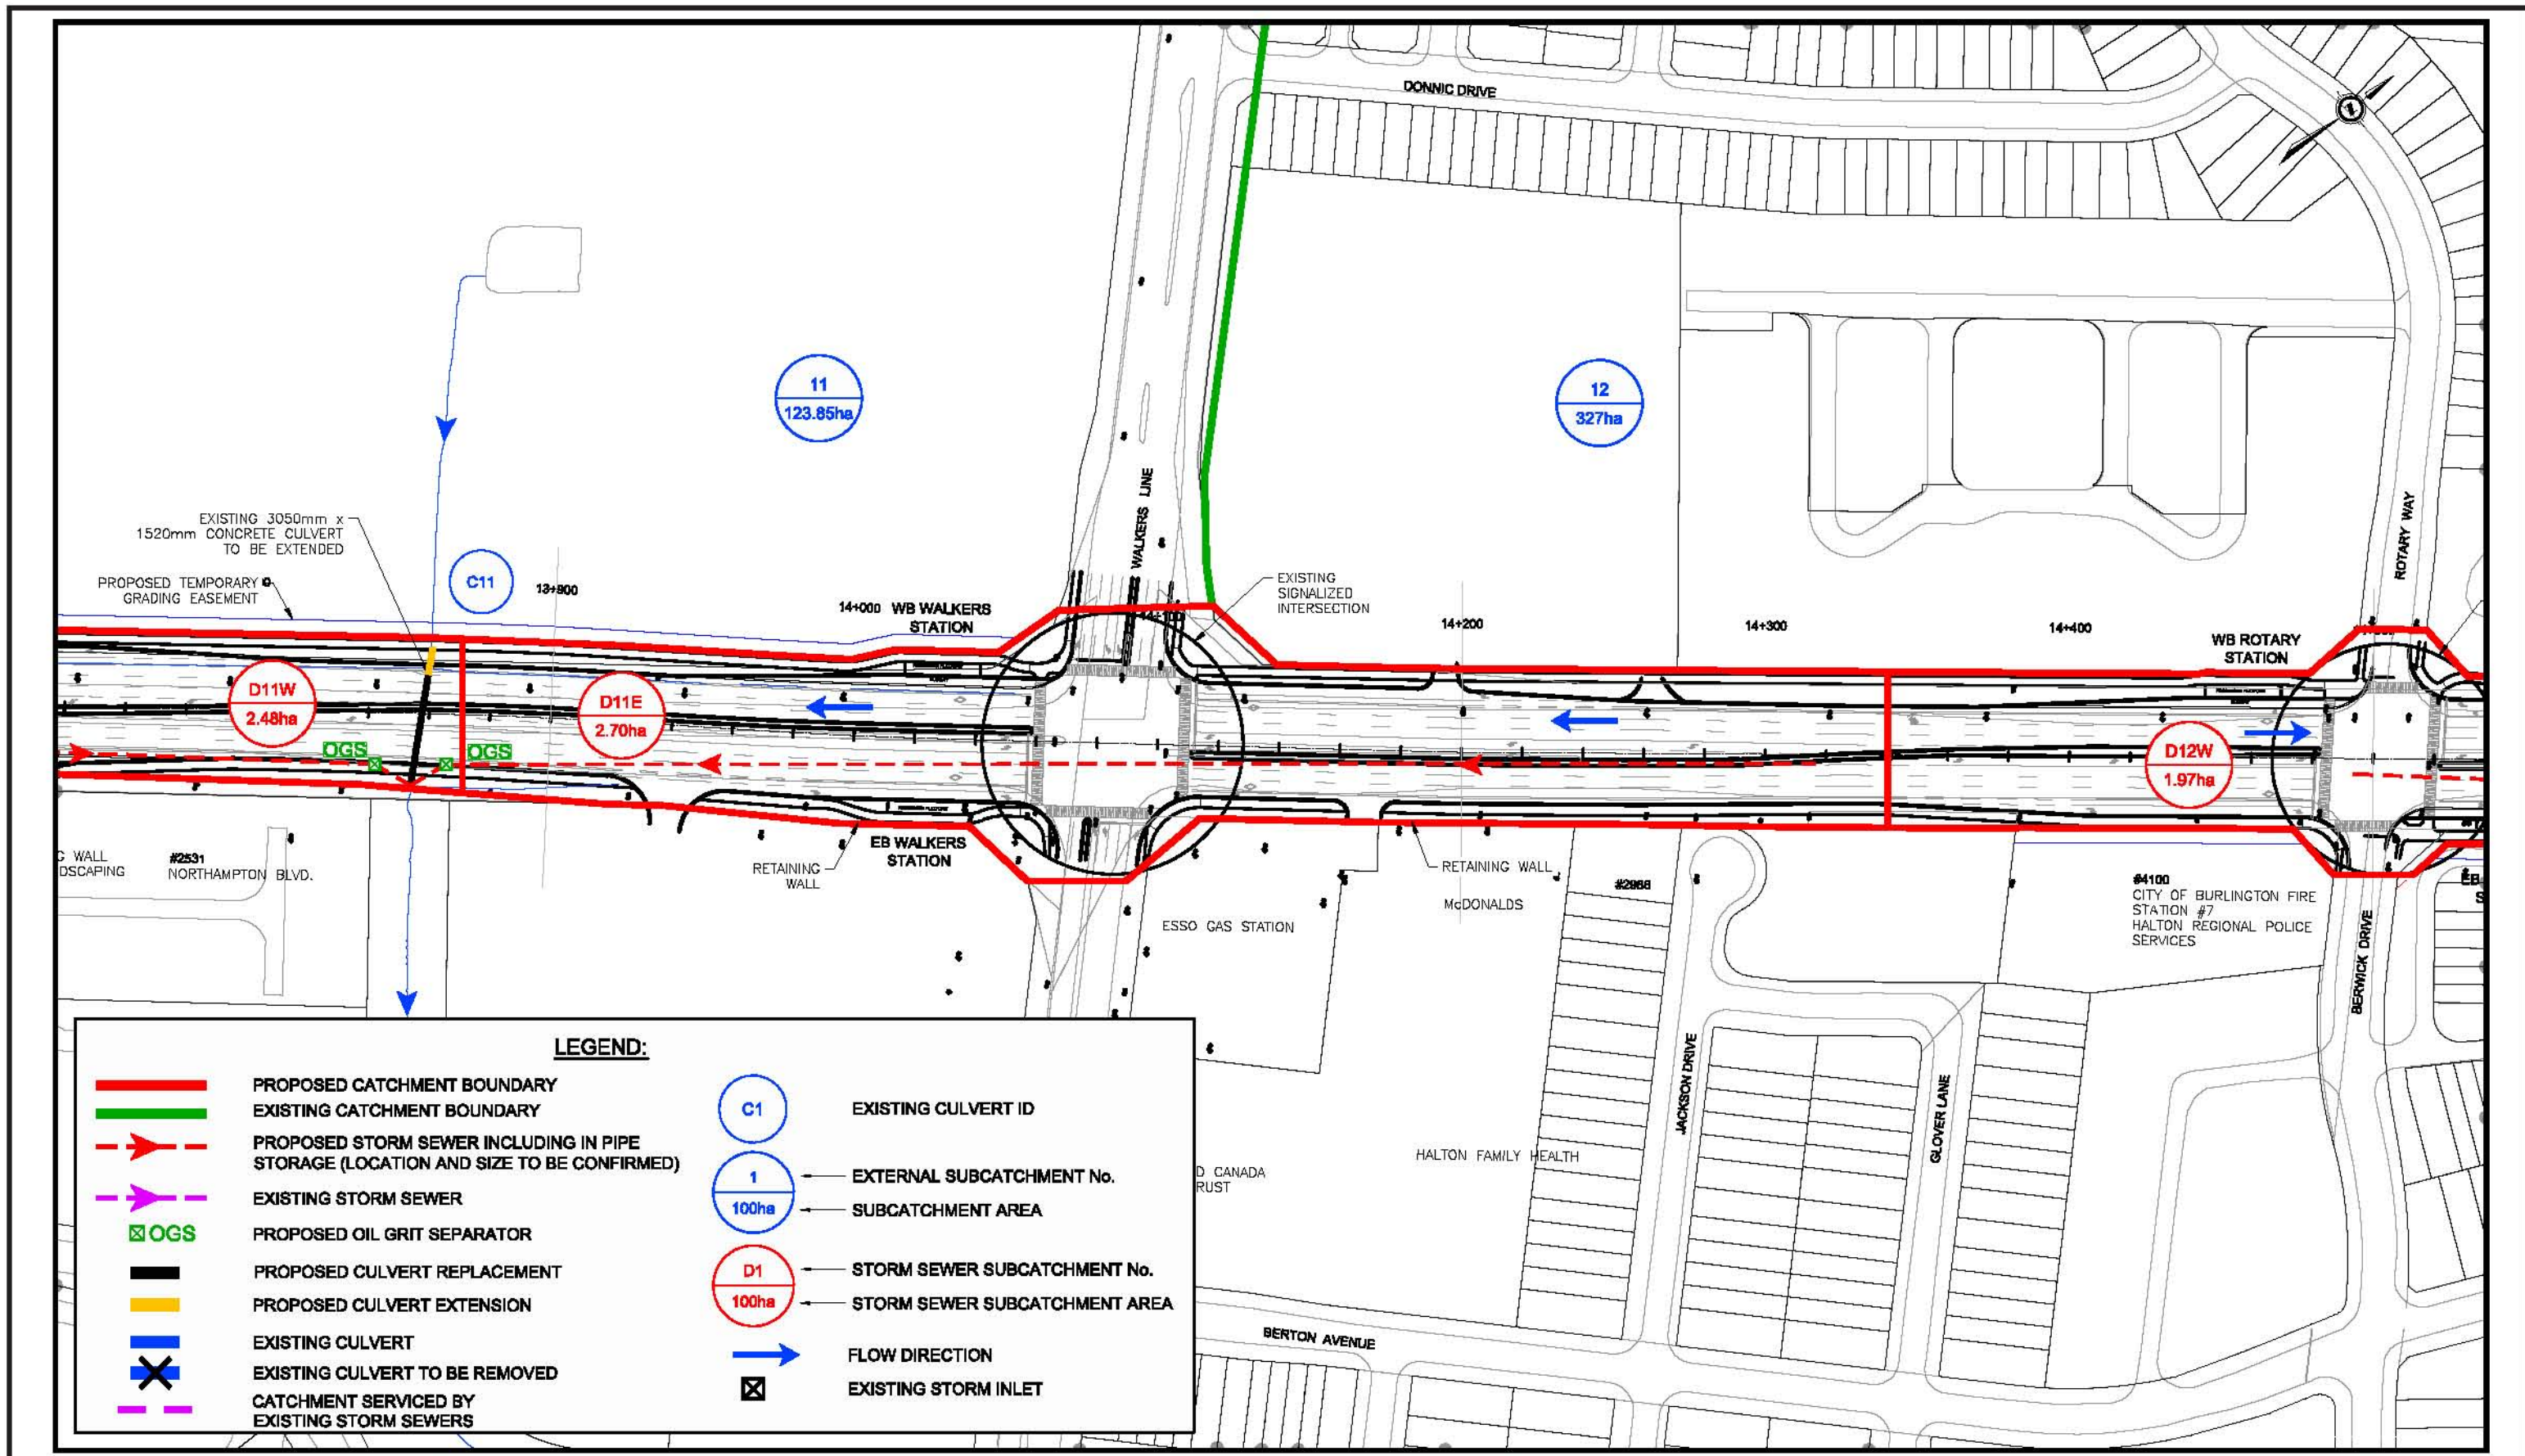 DONNIC DRIVE
11
123.85ha
12
327ha
WALKERS LINE
ROTARY WAY
EXISTING 3050mm x
1520mm CONCRETE CULVERT
TO BE EXTENDED
C11
PROPOSED TEMPORARY
GRADING EASEMENT
13+900
14+000
WB WALKERS
STATION
EXISTING
SIGNALIZED
INTERSECTION
14+200
14+300
14+400
WB ROTARY
STATION
D11W
2.48ha
D11E
2.70ha
D12W
1.97ha
OGS
OGS
WALL
DSCAPING
#2531
NORTHAMPTON BLVD.
RETAINING
WALL
EB WALKERS
STATION
RETAINING WALL
ESSO GAS STATION
McDONALDS
#2988
#4100
CITY OF BURLINGTON FIRE
STATION #7
HALTON REGIONAL POLICE
SERVICES
EB
S
BERWICK DRIVE
JACKSON DRIVE
GLOVER LANE
HALTON FAMILY HEALTH
D CANADA
RUST
BERTON AVENUE
LEGEND:
PROPOSED CATCHMENT BOUNDARY
EXISTING CATCHMENT BOUNDARY
PROPOSED STORM SEWER INCLUDING IN PIPE
STORAGE (LOCATION AND SIZE TO BE CONFIRMED)
EXISTING STORM SEWER
OGS PROPOSED OIL GRIT SEPARATOR
PROPOSED CULVERT REPLACEMENT
PROPOSED CULVERT EXTENSION
EXISTING CULVERT
EXISTING CULVERT TO BE REMOVED
CATCHMENT SERVICED BY
EXISTING STORM SEWERS
C1 EXISTING CULVERT ID
1 EXTERNAL SUBCATCHMENT No.
100ha SUBCATCHMENT AREA
D1 STORM SEWER SUBCATCHMENT No.
100ha STORM SEWER SUBCATCHMENT AREA
FLOW DIRECTION
EXISTING STORM INLET